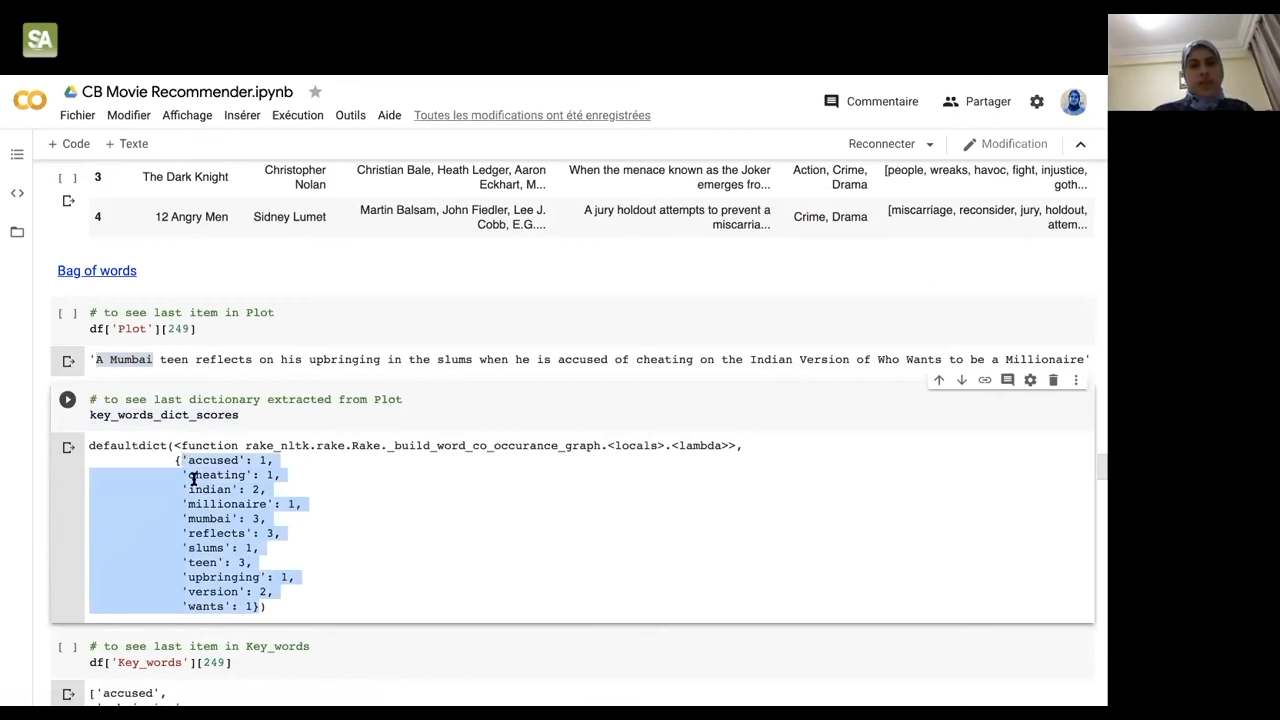 SA
CB Movie Recommender.ipynb
Commentaire
Partager
Fichier Modifier Affichage Insérer Exécution Outils Aide Toutes les modifications ont été enregistrées
+ Code + Texte
Reconnecter
Modification
[ ] 3 The Dark Knight Christopher Nolan Christian Bale, Heath Ledger, Aaron Eckhart, M... When the menace known as the Joker emerges fro... Action, Crime, Drama [people, wreaks, havoc, fight, injustice, goth...
4 12 Angry Men Sidney Lumet Martin Balsam, John Fiedler, Lee J. Cobb, E.G.... A jury holdout attempts to prevent a miscarria... Crime, Drama [miscarriage, reconsider, jury, holdout, attem...
Bag of words
[ ] # to see last item in Plot
df['Plot'][249]
'A Mumbai teen reflects on his upbringing in the slums when he is accused of cheating on the Indian Version of Who Wants to be a Millionaire'
# to see last dictionary extracted from Plot
key_words_dict_scores
defaultdict(<function rake_nltk.rake.Rake._build_word_co_occurance_graph.<locals>.<lambda>>,
{'accused': 1,
'cheating': 1,
'indian': 2,
'millionaire': 1,
'mumbai': 3,
'reflects': 3,
'slums': 1,
'teen': 3,
'upbringing': 1,
'version': 2,
'wants': 1})
[ ] # to see last item in Key_words
df['Key_words'][249]
['accused',